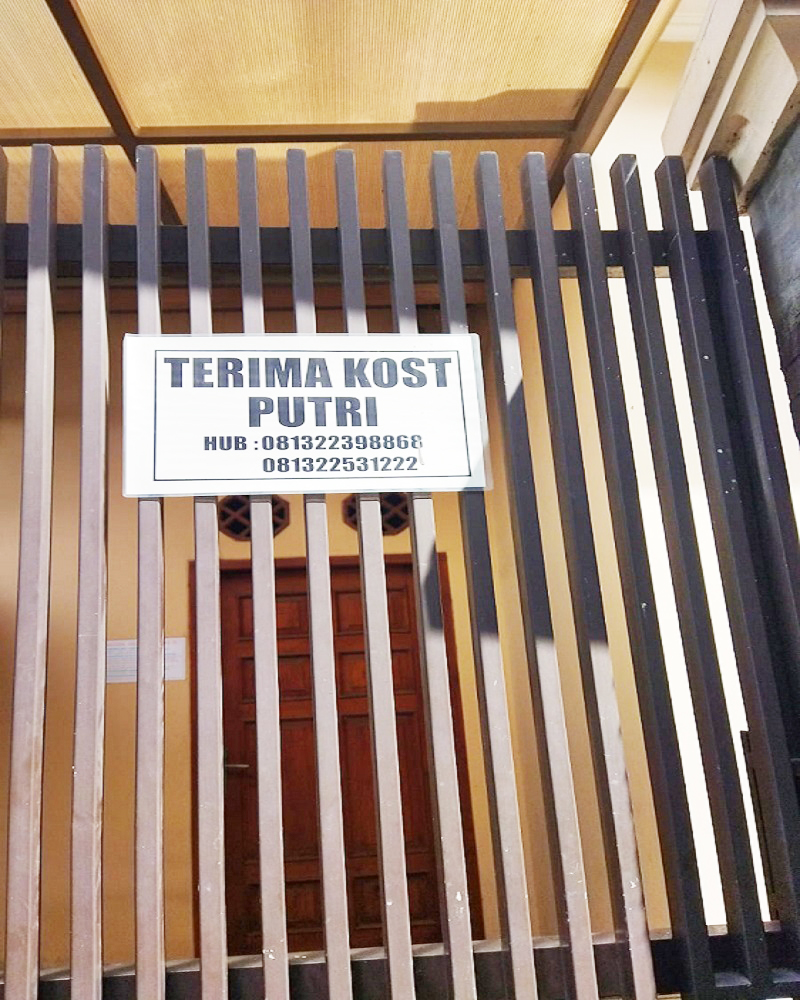 TERIMA KOST
PUTRI
HUB :081322398868
081322531222